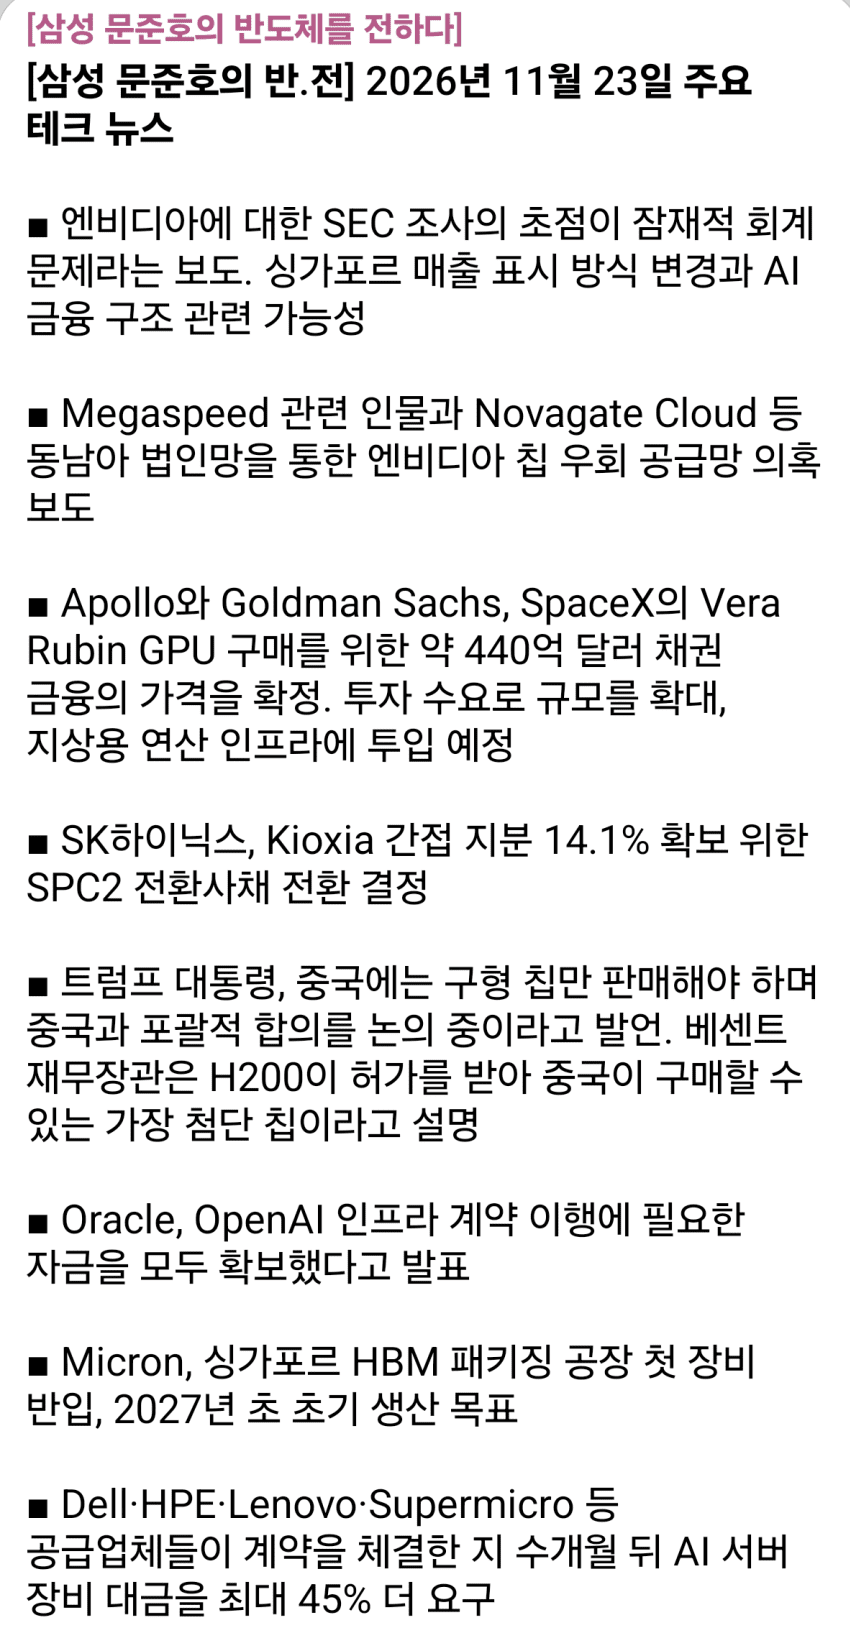 [삼성 문준호의 반도체를 전하다]
[삼성 문준호의 반.전] 2026년 11월 23일 주요
테크 뉴스
■ 엔비디아에 대한 SEC 조사의 초점이 잠재적 회계
문제라는 보도. 싱가포르 매출 표시 방식 변경과 AI
금융 구조 관련 가능성
■ Megaspeed 관련 인물과 Novagate Cloud 등
동남아 법인망을 통한 엔비디아 칩 우회 공급망 의혹
보도
■ Apollo와 Goldman Sachs, SpaceX의 Vera
Rubin GPU 구매를 위한 약 440억 달러 채권
금융의 가격을 확정. 투자 수요로 규모를 확대,
지상용 연산 인프라에 투입 예정
■ SK하이닉스, Kioxia 간접 지분 14.1% 확보 위한
SPC2 전환사채 전환 결정
■ 트럼프 대통령, 중국에는 구형 칩만 판매해야 하며
중국과 포괄적 합의를 논의 중이라고 발언. 베센트
재무장관은 H200이 허가를 받아 중국이 구매할 수
있는 가장 첨단 칩이라고 설명
■ Oracle, OpenAI 인프라 계약 이행에 필요한
자금을 모두 확보했다고 발표
■ Micron, 싱가포르 HBM 패키징 공장 첫 장비
반입, 2027년 초 초기 생산 목표
■ Dell·HPE·Lenovo·Supermicro 등
공급업체들이 계약을 체결한 지 수개월 뒤 AI 서버
장비 대금을 최대 45% 더 요구